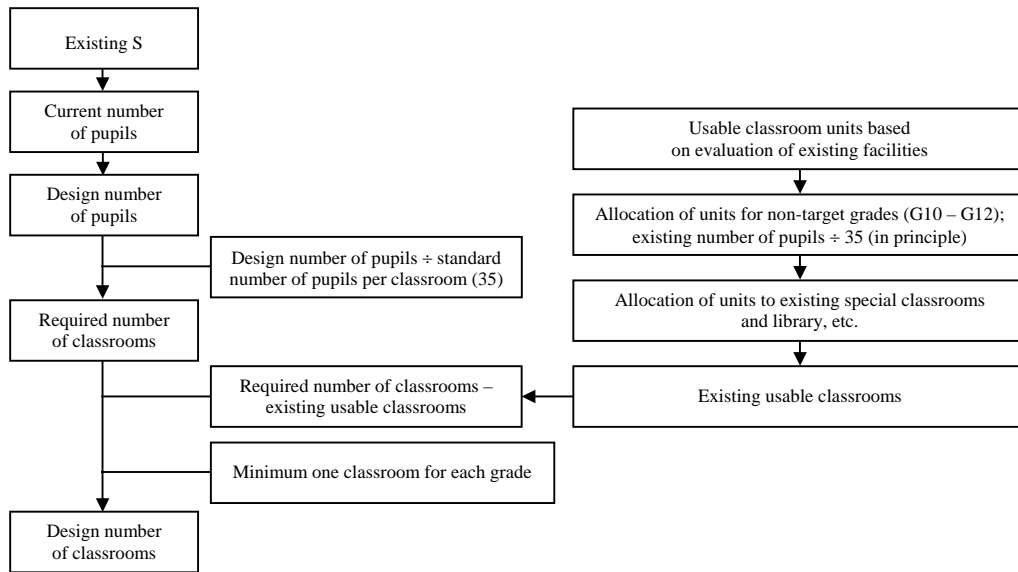 Existing S
Current number
of pupils
Design number
of pupils
Design number of pupils ÷ standard
number of pupils per classroom (35)
Required number
of classrooms
Required number of classrooms –
existing usable classrooms
Minimum one classroom for each grade
Design number
of classrooms
Usable classroom units based
on evaluation of existing facilities
Allocation of units for non-target grades (G10 – G12);
existing number of pupils ÷ 35 (in principle)
Allocation of units to existing special classrooms
and library, etc.
Existing usable classrooms